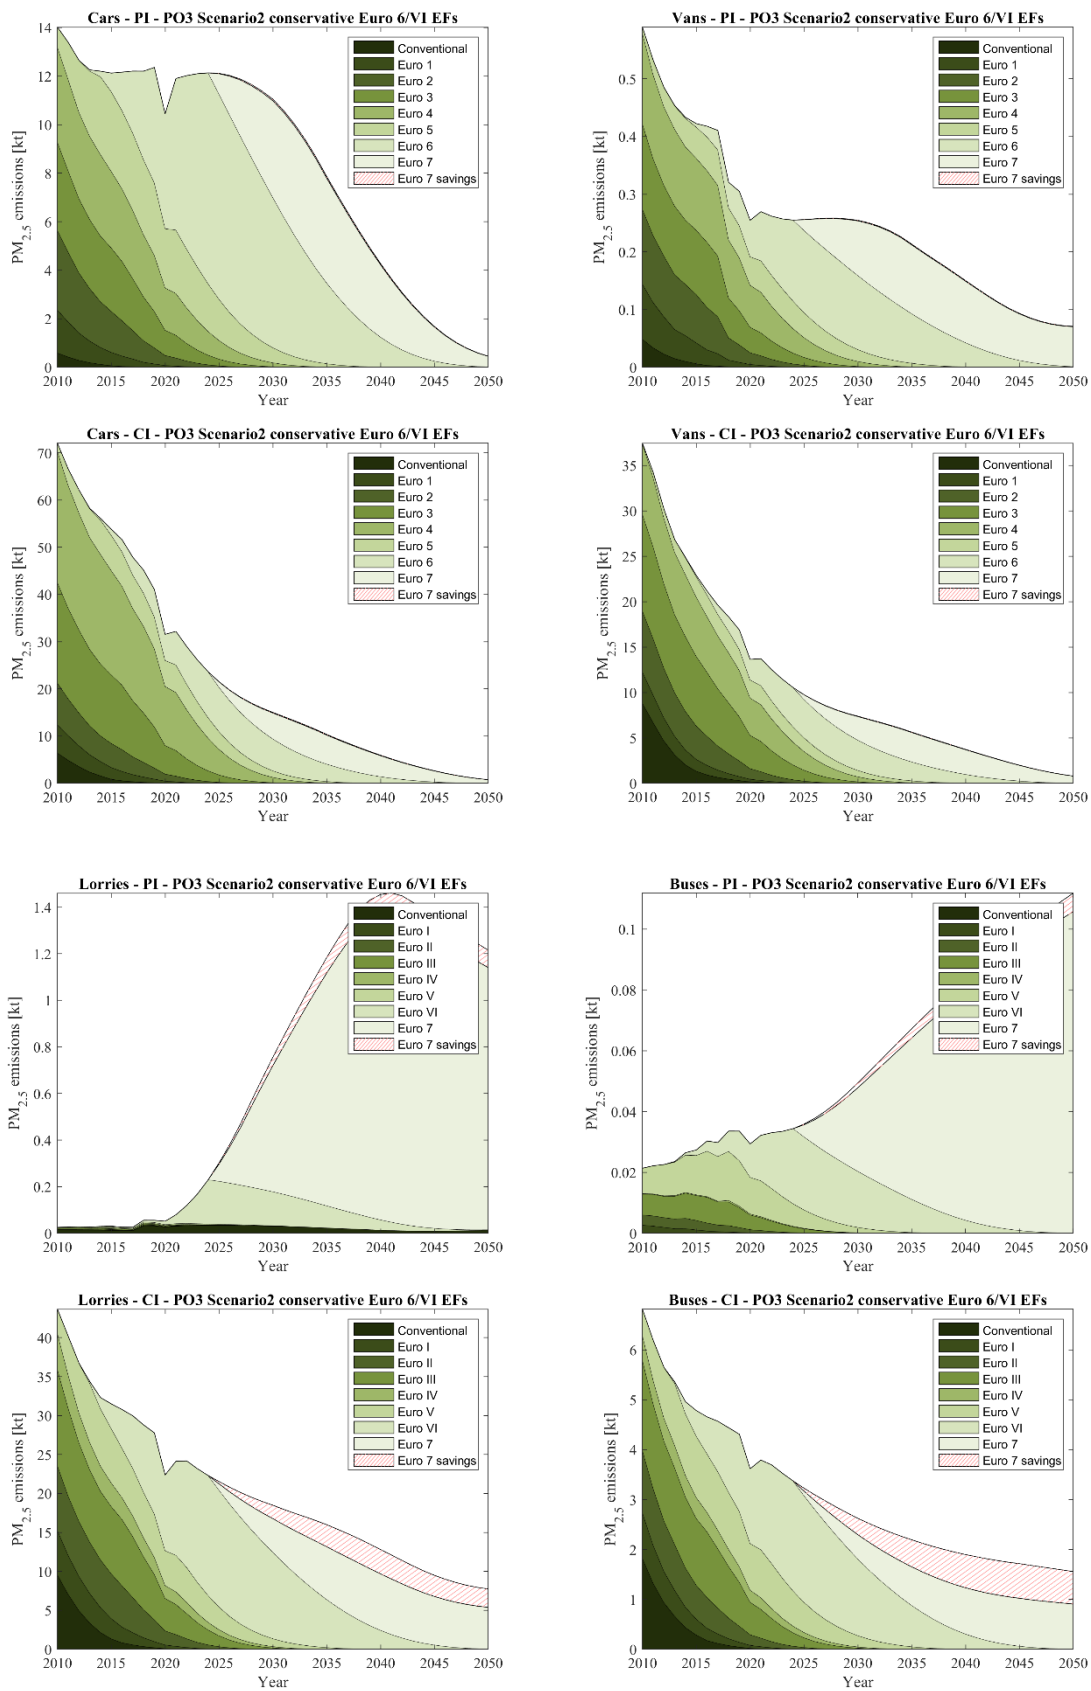 Cars - PI - PO3 Scenario2 conservative Euro 6/VI EFs
PM2.5 emissions [kt]
14
12
10
8
6
4
2
0
Conventional
Euro 1
Euro 2
Euro 3
Euro 4
Euro 5
Euro 6
Euro 7
Euro 7 savings
2010 2015 2020 2025 2030 2035 2040 2045 2050
Year
Vans - PI - PO3 Scenario2 conservative Euro 6/VI EFs
PM2.5 emissions [kt]
0.5
0.4
0.3
0.2
0.1
0
Conventional
Euro 1
Euro 2
Euro 3
Euro 4
Euro 5
Euro 6
Euro 7
Euro 7 savings
2010 2015 2020 2025 2030 2035 2040 2045 2050
Year
Cars - CI - PO3 Scenario2 conservative Euro 6/VI EFs
PM2.5 emissions [kt]
70
60
50
40
30
20
10
0
Conventional
Euro 1
Euro 2
Euro 3
Euro 4
Euro 5
Euro 6
Euro 7
Euro 7 savings
2010 2015 2020 2025 2030 2035 2040 2045 2050
Year
Vans - CI - PO3 Scenario2 conservative Euro 6/VI EFs
PM2.5 emissions [kt]
35
30
25
20
15
10
5
0
Conventional
Euro 1
Euro 2
Euro 3
Euro 4
Euro 5
Euro 6
Euro 7
Euro 7 savings
2010 2015 2020 2025 2030 2035 2040 2045 2050
Year
Lorries - PI - PO3 Scenario2 conservative Euro 6/VI EFs
PM2.5 emissions [kt]
1.4
1.2
1
0.8
0.6
0.4
0.2
0
Conventional
Euro I
Euro II
Euro III
Euro IV
Euro V
Euro VI
Euro 7
Euro 7 savings
2010 2015 2020 2025 2030 2035 2040 2045 2050
Year
Buses - PI - PO3 Scenario2 conservative Euro 6/VI EFs
PM2.5 emissions [kt]
0.1
0.08
0.06
0.04
0.02
0
Conventional
Euro I
Euro II
Euro III
Euro IV
Euro V
Euro VI
Euro 7
Euro 7 savings
2010 2015 2020 2025 2030 2035 2040 2045 2050
Year
Lorries - CI - PO3 Scenario2 conservative Euro 6/VI EFs
PM2.5 emissions [kt]
40
35
30
25
20
15
10
5
0
Conventional
Euro I
Euro II
Euro III
Euro IV
Euro V
Euro VI
Euro 7
Euro 7 savings
2010 2015 2020 2025 2030 2035 2040 2045 2050
Year
Buses - CI - PO3 Scenario2 conservative Euro 6/VI EFs
PM2.5 emissions [kt]
6
5
4
3
2
1
0
Conventional
Euro I
Euro II
Euro III
Euro IV
Euro V
Euro VI
Euro 7
Euro 7 savings
2010 2015 2020 2025 2030 2035 2040 2045 2050
Year